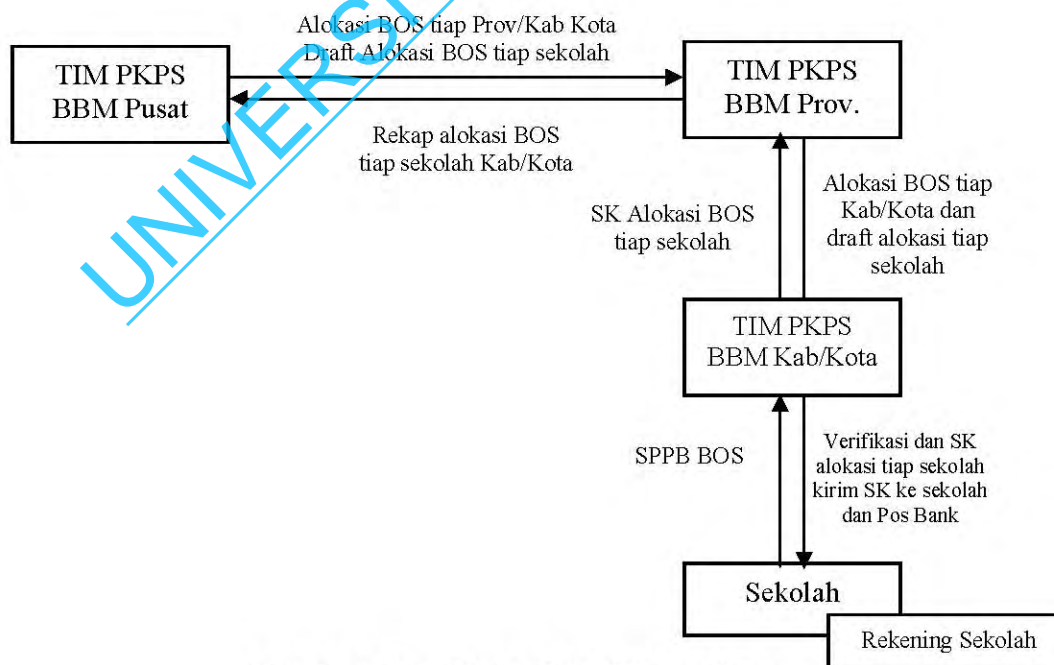 Alokasi BOS tiap Prov/Kab Kota
Draft Alokasi BOS tiap sekolah
TIM PKPS
BBM Pusat
TIM PKPS
BBM Prov.
Rekap alokasi BOS
tiap sekolah Kab/Kota
SK Alokasi BOS
tiap sekolah
Alokasi BOS tiap
Kab/Kota dan
draft alokasi tiap
sekolah
TIM PKPS
BBM Kab/Kota
SPPB BOS
Verifikasi dan SK
alokasi tiap sekolah
kirim SK ke sekolah
dan Pos Bank
Sekolah
Rekening Sekolah
UNIVERS